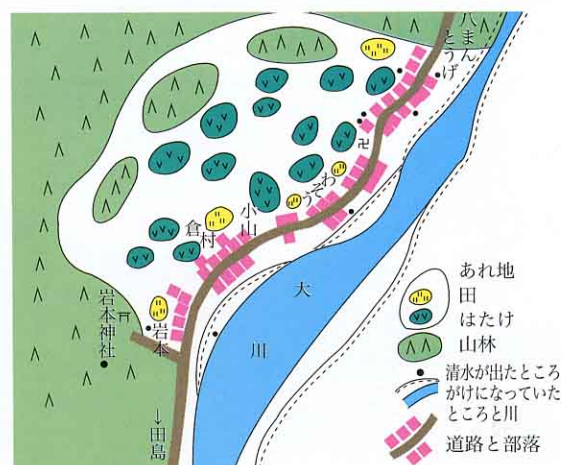 八まん
とうげ
わぞう
小山
倉村
岩本
岩本神社
大川
→田島
あれ地
田
はたけ
山林
清水が出たところ
がけになっていた
ところと川
道路と部落